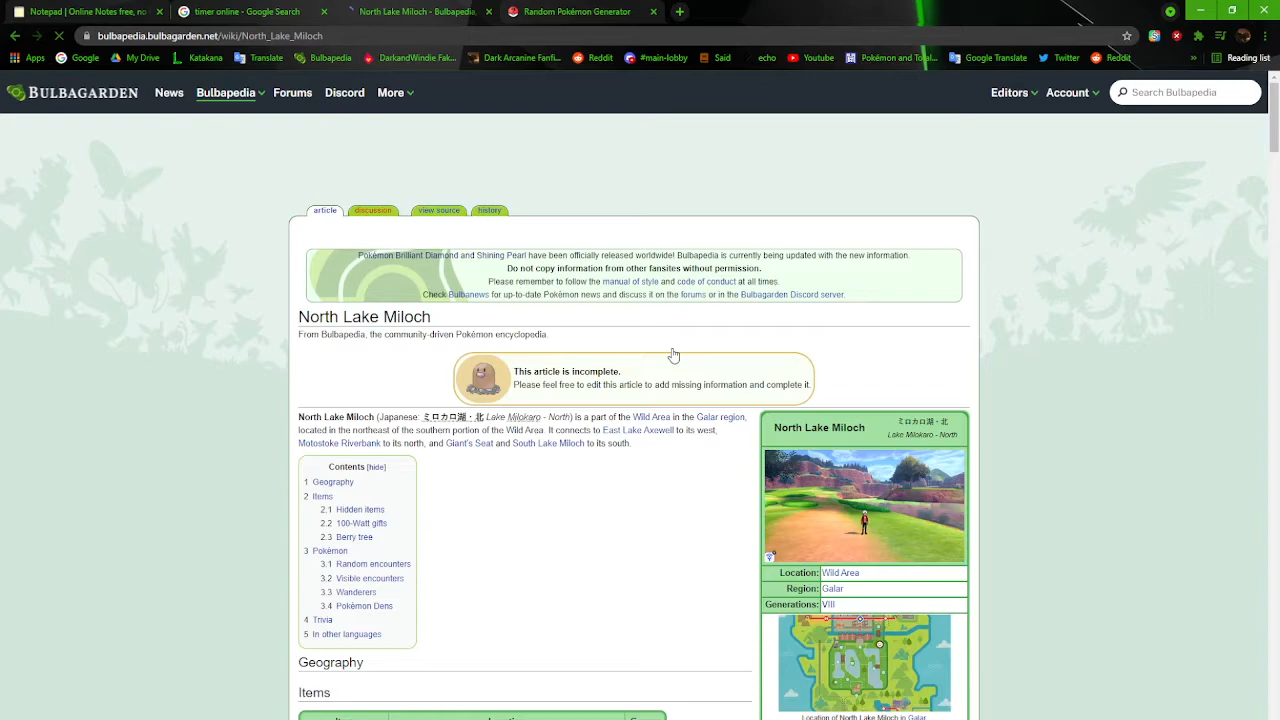 Notepad | Online Notes free, no
timer online - Google Search
North Lake Miloch - Bulbapedia,
Random Pokémon Generator
bulbapedia.bulbagarden.net/wiki/North_Lake_Miloch
Apps Google My Drive Katakana Translate Bulbapedia DarkandWindie Fak... Dark Arcanine Fanfi... Reddit #main-lobby Said echo Youtube Pokémon and Total... Google Translate Twitter Reddit » Reading list
BULBAGARDEN News Bulbapedia Forums Discord More Editors Account Search Bulbapedia
article discussion view source history
Pokémon Brilliant Diamond and Shining Pearl have been officially released worldwide! Bulbapedia is currently being updated with the new information.
Do not copy information from other fansites without permission.
Please remember to follow the manual of style and code of conduct at all times.
Check Bulbanews for up-to-date Pokémon news and discuss it on the forums or in the Bulbagarden Discord server.
North Lake Miloch
From Bulbapedia, the community-driven Pokémon encyclopedia.
This article is incomplete.
Please feel free to edit this article to add missing information and complete it.
North Lake Miloch (Japanese: ミロカロ湖・北 Lake Milokaro - North) is a part of the Wild Area in the Galar region,
located in the northeast of the southern portion of the Wild Area. It connects to East Lake Axewell to its west,
Motostoke Riverbank to its north, and Giant's Seat and South Lake Miloch to its south.
Contents [hide]
1 Geography
2 Items
2.1 Hidden items
2.2 100-Watt gifts
2.3 Berry tree
3 Pokémon
3.1 Random encounters
3.2 Visible encounters
3.3 Wanderers
3.4 Pokémon Dens
4 Trivia
5 In other languages
Geography
Items
North Lake Miloch
ミロカロ湖・北
Lake Milokaro - North
Location: Wild Area
Region: Galar
Generations: VIII
Location of North Lake Miloch in Galar